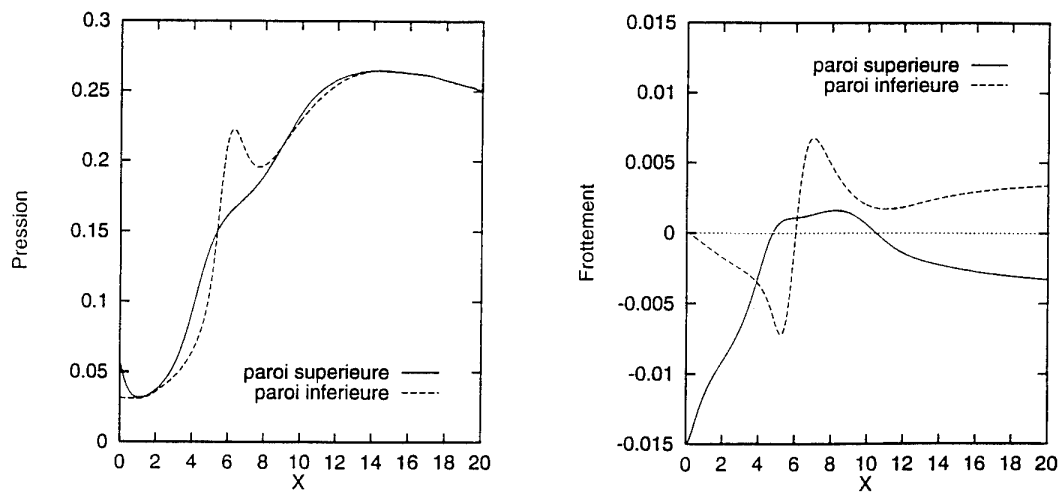 0.3
0.25
0.2
0.15
0.1
0.05
0
Pression
paroi superieure
paroi inferieure
0 2 4 6 8 10 12 14 16 18 20
X
0.015
0.01
0.005
0
-0.005
-0.01
-0.015
Frottement
paroi superieure
paroi inferieure
0 2 4 6 8 10 12 14 16 18 20
X